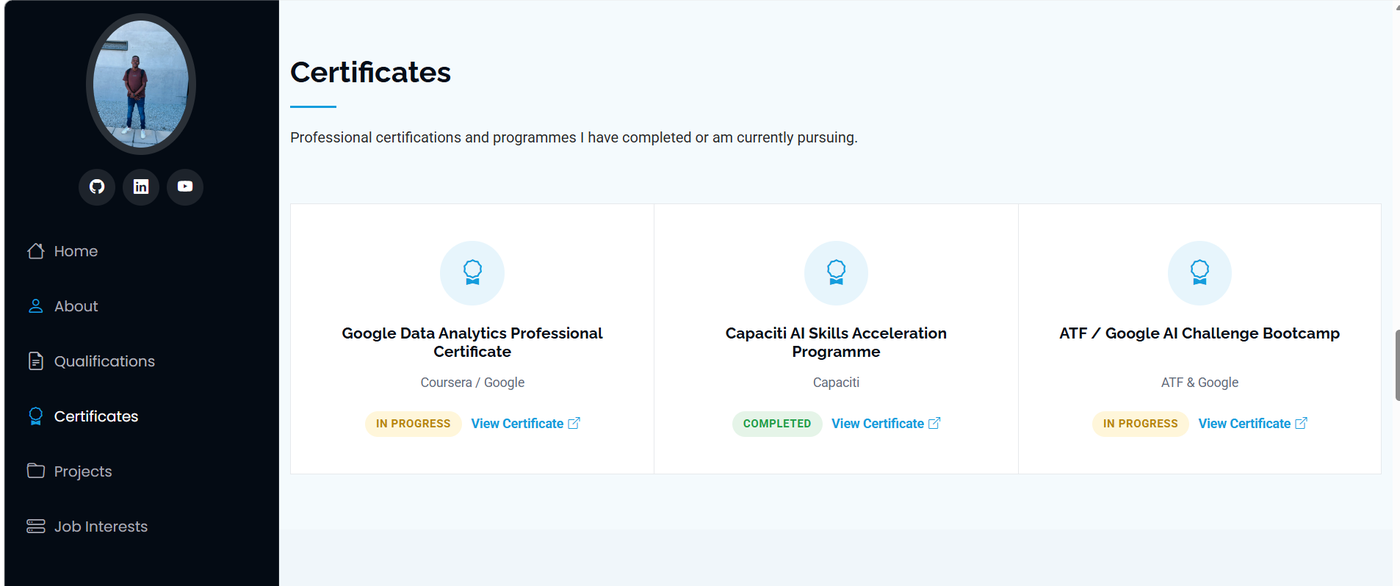 Certificates
Professional certifications and programmes I have completed or am currently pursuing.
Home
About
Qualifications
Certificates
Projects
Job Interests
Google Data Analytics Professional
Certificate
Coursera / Google
IN PROGRESS View Certificate
Capaciti AI Skills Acceleration
Programme
Capaciti
COMPLETED View Certificate
ATF / Google AI Challenge Bootcamp
ATF & Google
IN PROGRESS View Certificate